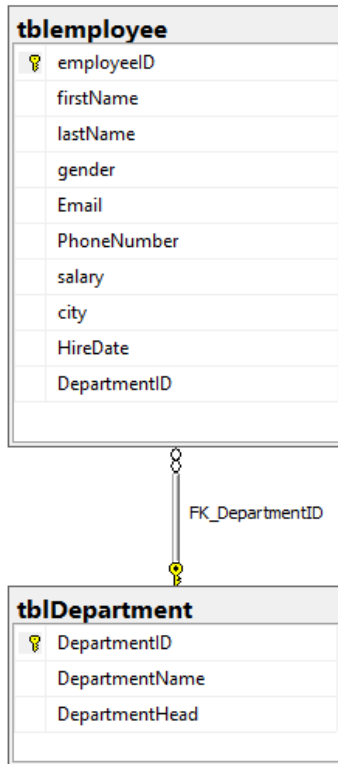 tblemployee
employeeID
firstName
lastName
gender
Email
PhoneNumber
salary
city
HireDate
DepartmentID
FK_DepartmentID
tblDepartment
DepartmentID
DepartmentName
DepartmentHead